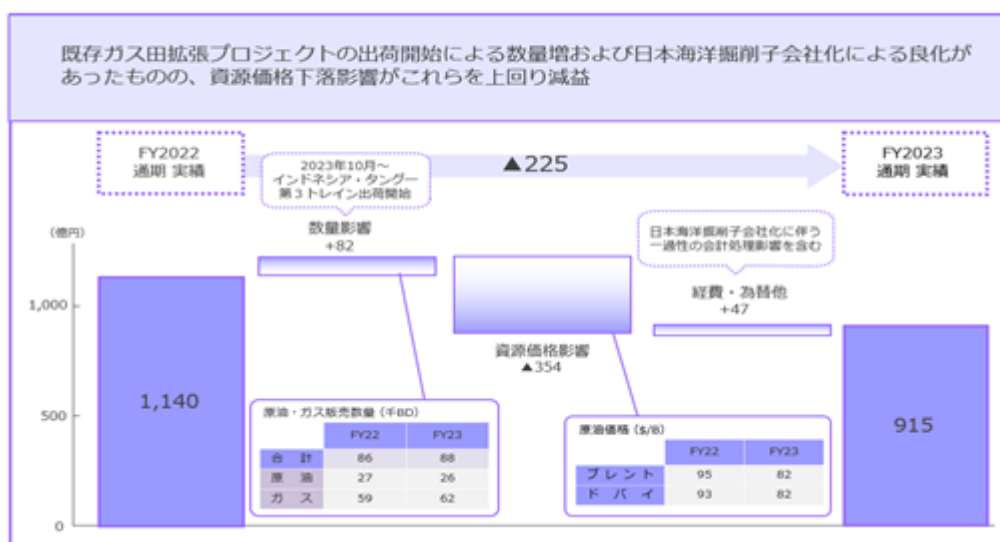 既存ガス田拡張プロジェクトの出荷開始による数量増および日本海洋掘削子会社化による良化が
あったものの、資源価格下落影響がこれらを上回り減益
FY2022
通期 実績
▲225
FY2023
通期 実績
2023年10月～
インドネシア・タングー
第3トレイン出荷開始
(億円)
数量影響
+82
日本海洋掘削子会社化に伴う
一過性の会計処理影響を含む
経費・為替他
+47
1,000
資源価格影響
▲354
1,140
915
500
0
原油・ガス販売数量 (千BD)
FY22 FY23
合計 86 88
原油 27 26
ガス 59 62
原油価格 ($/B)
FY22 FY23
ブレント 95 82
ドバイ 93 82